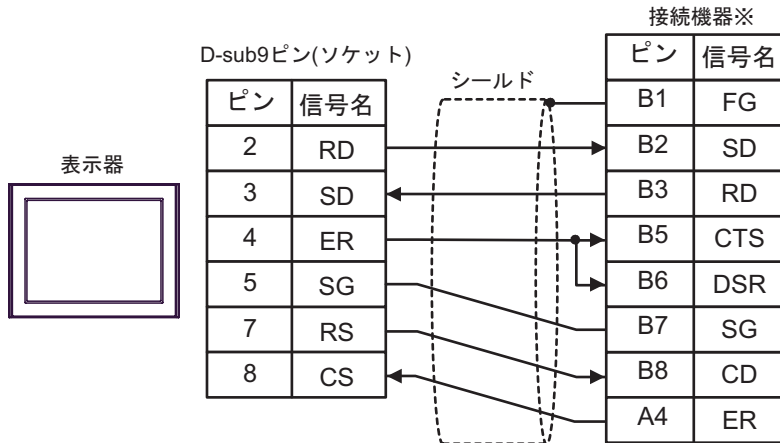 接続機器※
D-sub9ピン(ソケット)
シールド
表示器
ピン 信号名
2 RD
3 SD
4 ER
5 SG
7 RS
8 CS
ピン 信号名
B1 FG
B2 SD
B3 RD
B5 CTS
B6 DSR
B7 SG
B8 CD
A4 ER